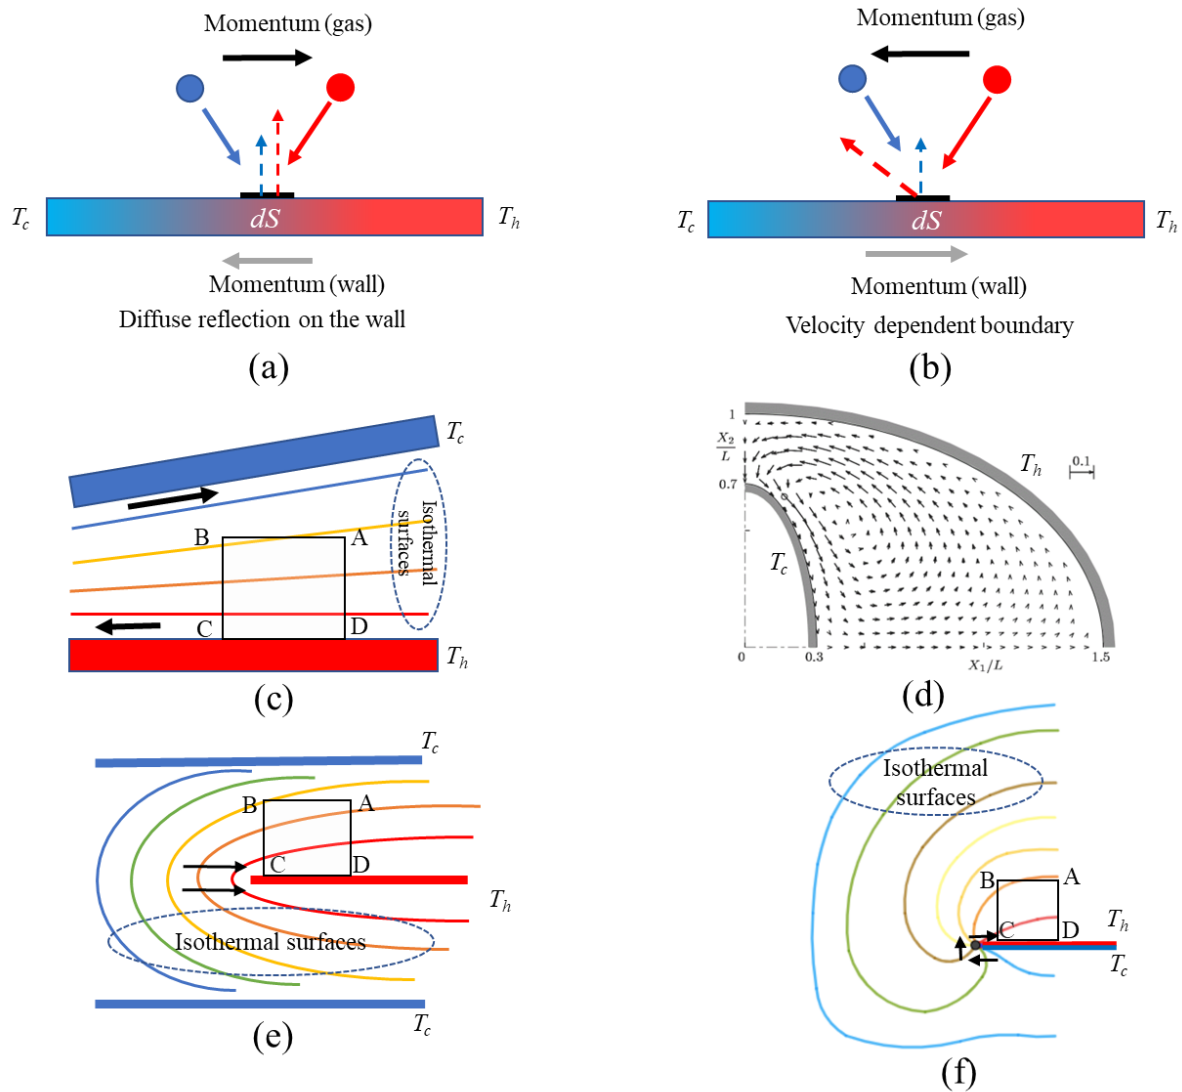 Momentum (gas)
T_c
dS
T_h
Momentum (wall)
Diffuse reflection on the wall
(a)
Momentum (gas)
T_c
dS
T_h
Momentum (wall)
Velocity dependent boundary
(b)
T_c
B
A
Isothermal
surfaces
C
D
T_h
(c)
1
X_2
L
0.7
T_h
0.1
T_c
0
0.3
X_1/L
1.5
(d)
T_c
B
A
C
D
T_h
Isothermal surfaces
T_c
(e)
Isothermal
surfaces
B
A
C
D
T_h
T_c
(f)